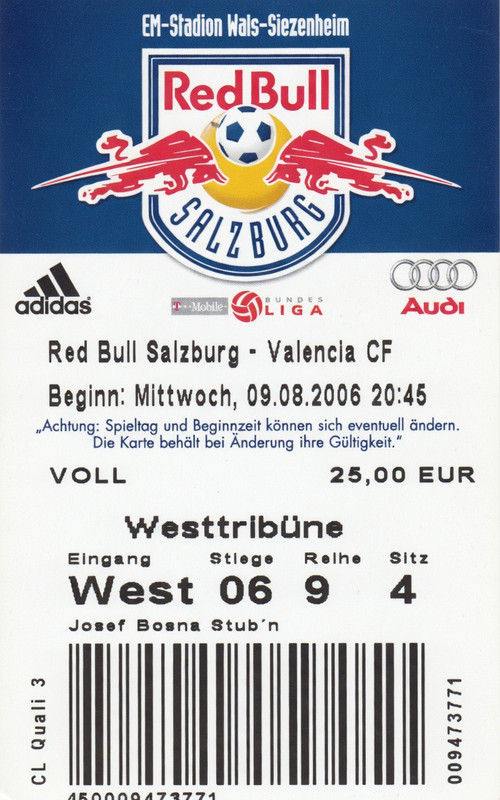 EM-Stadion Wals-Siezenheim
Red Bull
SALZBURG
adidas
T··Mobile·
BUNDES
LIGA
Audi
Red Bull Salzburg - Valencia CF
Beginn: Mittwoch, 09.08.2006 20:45
„Achtung: Spieltag und Beginnzeit können sich eventuell ändern.
Die Karte behält bei Änderung ihre Gültigkeit."
VOLL 25,00 EUR
Westtribüne
Eingang Stiege Reihe Sitz
West 06 9 4
Josef Bosna Stub'n
CL Quali 3
009473771
450009473771